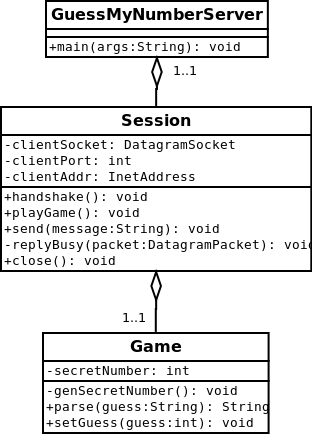 GuessMyNumberServer
+main(args:String): void
1..1
Session
-clientSocket: DatagramSocket
-clientPort: int
-clientAddr: InetAddress
+handshake(): void
+playGame(): void
+send(message:String): void
-replyBusy(packet:DatagramPacket): void
+close(): void
1..1
Game
-secretNumber: int
-genSecretNumber(): void
+parse(guess:String): String
+setGuess(guess:int): void